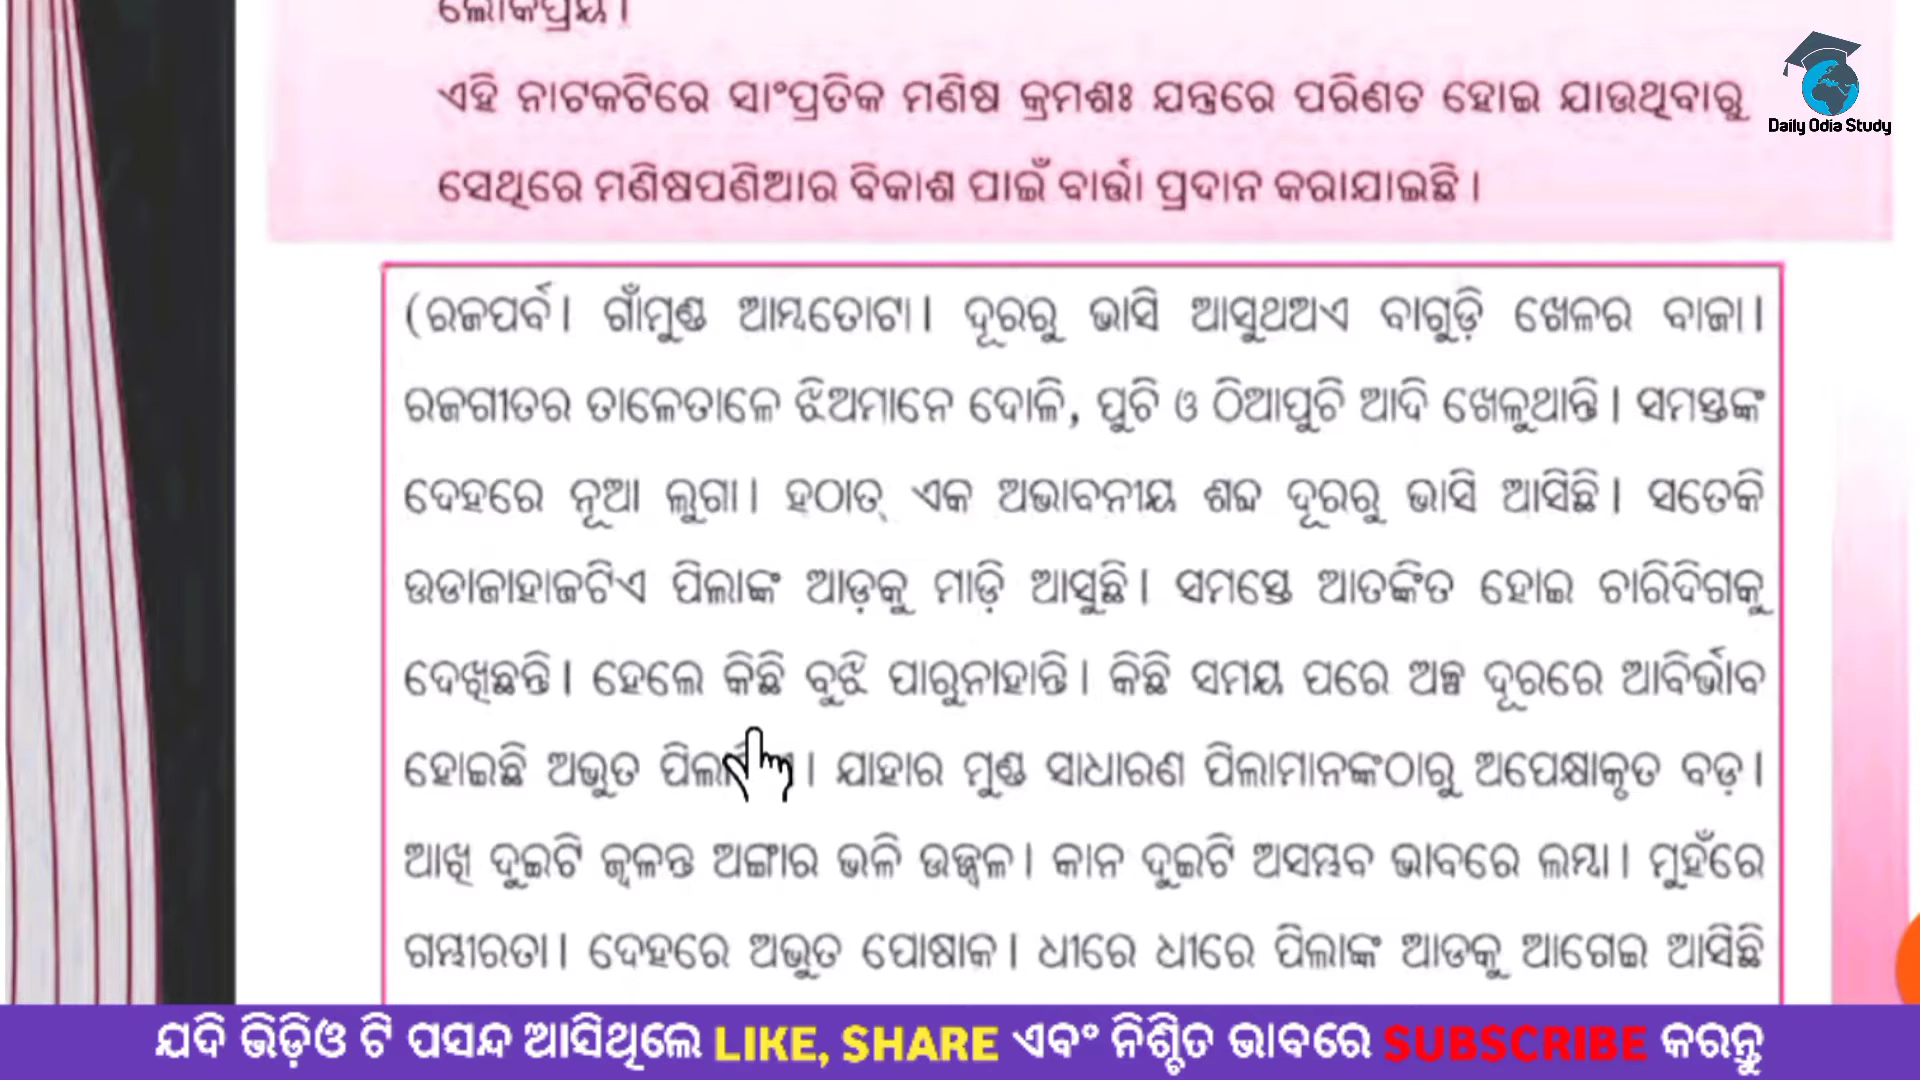 ଲୋକପ୍ରିୟ।
Daily Odia Study
ଏହି ନାଟକଟିରେ ସାଂପ୍ରତିକ ମଣିଷ କ୍ରମଶଃ ଯନ୍ତ୍ରରେ ପରିଣତ ହୋଇ ଯାଉଥିବାରୁ
ସେଥିରେ ମଣିଷପଣିଆର ବିକାଶ ପାଇଁ ବାର୍ତ୍ତା ପ୍ରଦାନ କରାଯାଇଛି।
(ରଜପର୍ବ। ଗାଁମୁଣ୍ଡ ଆମ୍ବତୋଟା। ଦୂରରୁ ଭାସି ଆସୁଥଅଏ ବାଗୁଡ଼ି ଖେଳର ବାଜା।
ରଜଗୀତର ତାଳେତାଳେ ଝିଅମାନେ ଦୋଳି, ପୁଚି ଓ ଠିଆପୁଚି ଆଦି ଖେଳୁଥାନ୍ତି। ସମସ୍ତଙ୍କ
ଦେହରେ ନୂଆ ଲୁଗା। ହଠାତ୍ ଏକ ଅଭାବନୀୟ ଶବ୍ଦ ଦୂରରୁ ଭାସି ଆସିଛି। ସତେକି
ଉଡାଜାହାଜଟିଏ ପିଲାଙ୍କ ଆଡ଼କୁ ମାଡ଼ି ଆସୁଛି। ସମସ୍ତେ ଆତଙ୍କିତ ହୋଇ ଚାରିଦିଗକୁ
ଦେଖିଛନ୍ତି। ହେଲେ କିଛି ବୁଝି ପାରୁନାହାନ୍ତି। କିଛି ସମୟ ପରେ ଅଳ୍ପ ଦୂରରେ ଆବିର୍ଭାବ
ହୋଇଛି ଅଦ୍ଭୁତ । ଯାହାର ମୁଣ୍ଡ ସାଧାରଣ ପିଲାମାନଙ୍କଠାରୁ ଅପେକ୍ଷାକୃତ ବଡ଼।
ଆଖି ଦୁଇଟି ଜ୍ୱଳନ୍ତ ଅଙ୍ଗାର ଭଳି ଉଜ୍ଜ୍ୱଳ। କାନ ଦୁଇଟି ଅସମ୍ଭବ ଭାବରେ ଲମ୍ବା। ମୁହଁରେ
ଗମ୍ଭୀରତା। ଦେହରେ ଅଦ୍ଭୁତ ପୋଷାକ। ଧୀରେ ଧୀରେ ପିଲାଙ୍କ ଆଡକୁ ଆଗେଇ ଆସିଛି
ଯଦି ଭିଡ଼ିଓ ଟି ପସନ୍ଦ ଆସିଥିଲେ LIKE, SHARE ଏବଂ ନିଶ୍ଚିତ ଭାବରେ SUBSCRIBE କରନ୍ତୁ